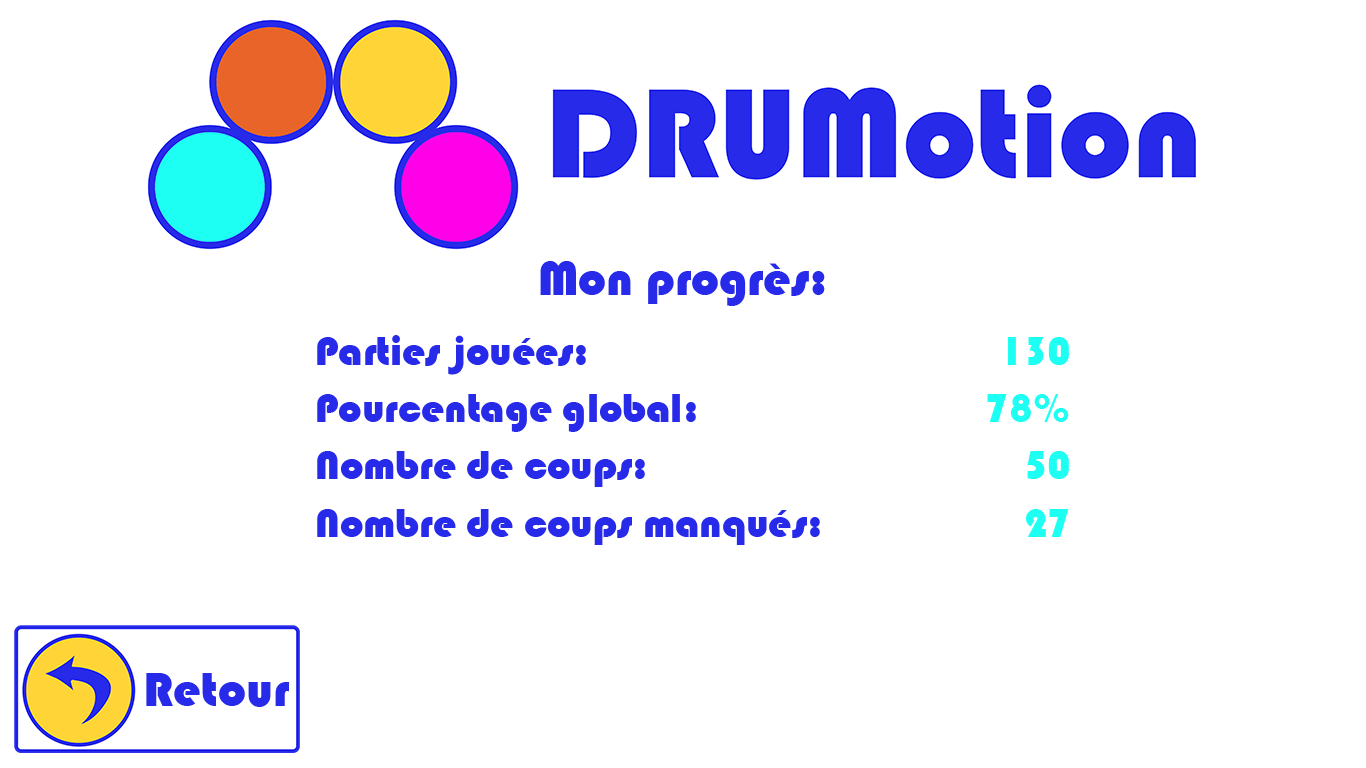 DRUMotion
Mon progrès:
Parties jouées: 130
Pourcentage global: 78%
Nombre de coups: 50
Nombre de coups manqués: 27
Retour